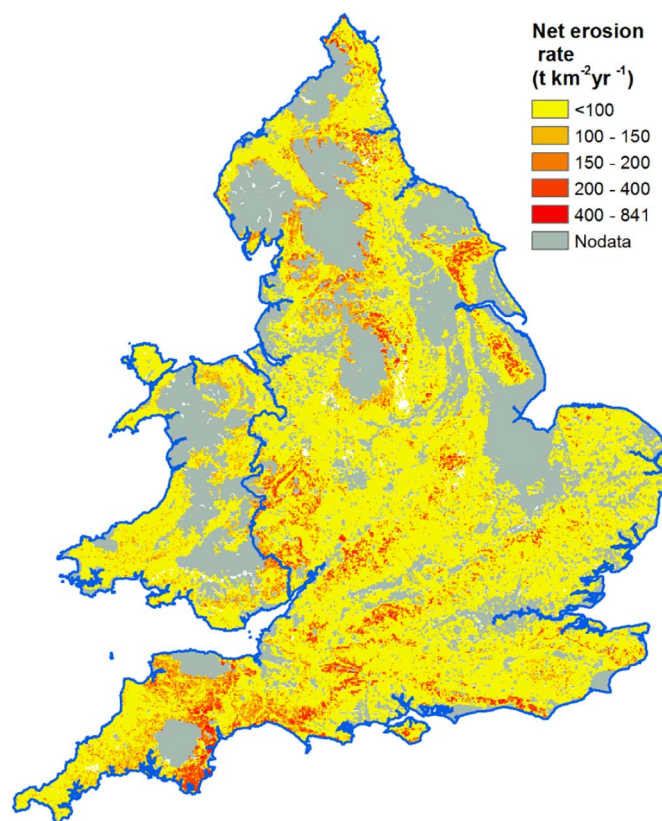 Net erosion
rate
(t km⁻²yr ⁻¹)
<100
100 - 150
150 - 200
200 - 400
400 - 841
Nodata